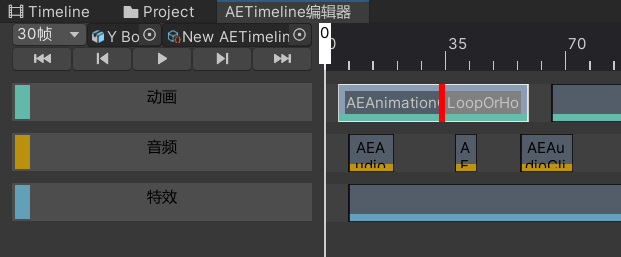 Timeline Project AETimeline编辑器
30帧 Y Bo New AETimelin
0 35 70
动画 AEAnimation LoopOrHo
音频 AEA
udio AEAu
dioCli
特效